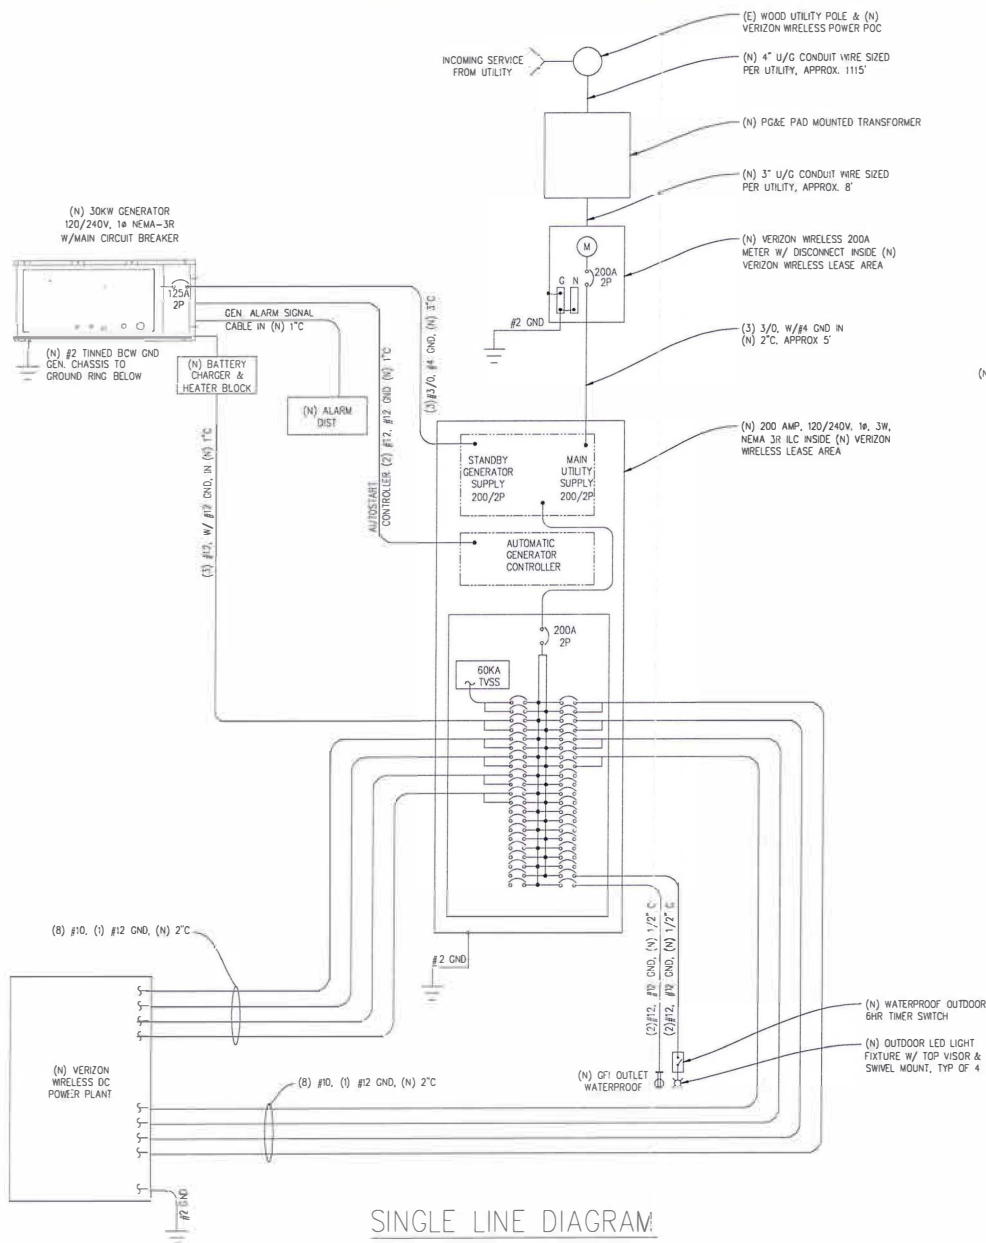 (E) WOOD UTILITY POLE & (N)
VERIZON WIRELESS POWER POC
INCOMING SERVICE
FROM UTILITY
(N) 4" U/G CONDUIT WIRE SIZED
PER UTILITY, APPROX. 1115'
(N) PG&E PAD MOUNTED TRANSFORMER
(N) 3" U/G CONDUIT WIRE SIZED
PER UTILITY, APPROX. 8'
(N) 30KW GENERATOR
120/240V, 1ø NEMA-3R
W/MAIN CIRCUIT BREAKER
M
(N) VERIZON WIRELESS 200A
METER W/ DISCONNECT INSIDE (N)
VERIZON WIRELESS LEASE AREA
G N
200A
2P
125A
2P
GEN. ALARM SIGNAL
CABLE IN (N) 1"C
#2 GND
(3) 3/0, W/#4 GND IN
(N) 2"C, APPROX 5'
(N) #2 TINNED BCW GND
GEN. CHASSIS TO
GROUND RING BELOW
(N) BATTERY
CHARGER &
HEATER BLOCK
(N) ALARM
DIST
(N
(3)#3/0, #4 GND, (N) 3"C
AUTOSTART
CONTROLLER (2) #12, #12 GND (N) 1"C
(3) #12, W/ #12 GND, IN (N) 1"C
(N) 200 AMP, 120/240V, 1ø, 3W,
NEMA 3R ILC INSIDE (N) VERIZON
WIRELESS LEASE AREA
STANDBY
GENERATOR
SUPPLY
200/2P
MAIN
UTILITY
SUPPLY
200/2P
AUTOMATIC
GENERATOR
CONTROLLER
200A
2P
60KA
TVSS
(8) #10, (1) #12 GND, (N) 2"C
#2 GND
(2)#12, #12 GND, (N) 1/2" C
(2)#12, #12 GND, (N) 1/2" C
(N) WATERPROOF OUTDOOR
6HR TIMER SWITCH
(N) OUTDOOR LED LIGHT
FIXTURE W/ TOP VISOR &
SWIVEL MOUNT, TYP OF 4
(N) GFI OUTLET
WATERPROOF
(N) VERIZON
WIRELESS DC
POWER PLANT
(8) #10, (1) #12 GND, (N) 2"C
#2 GND
SINGLE LINE DIAGRAM